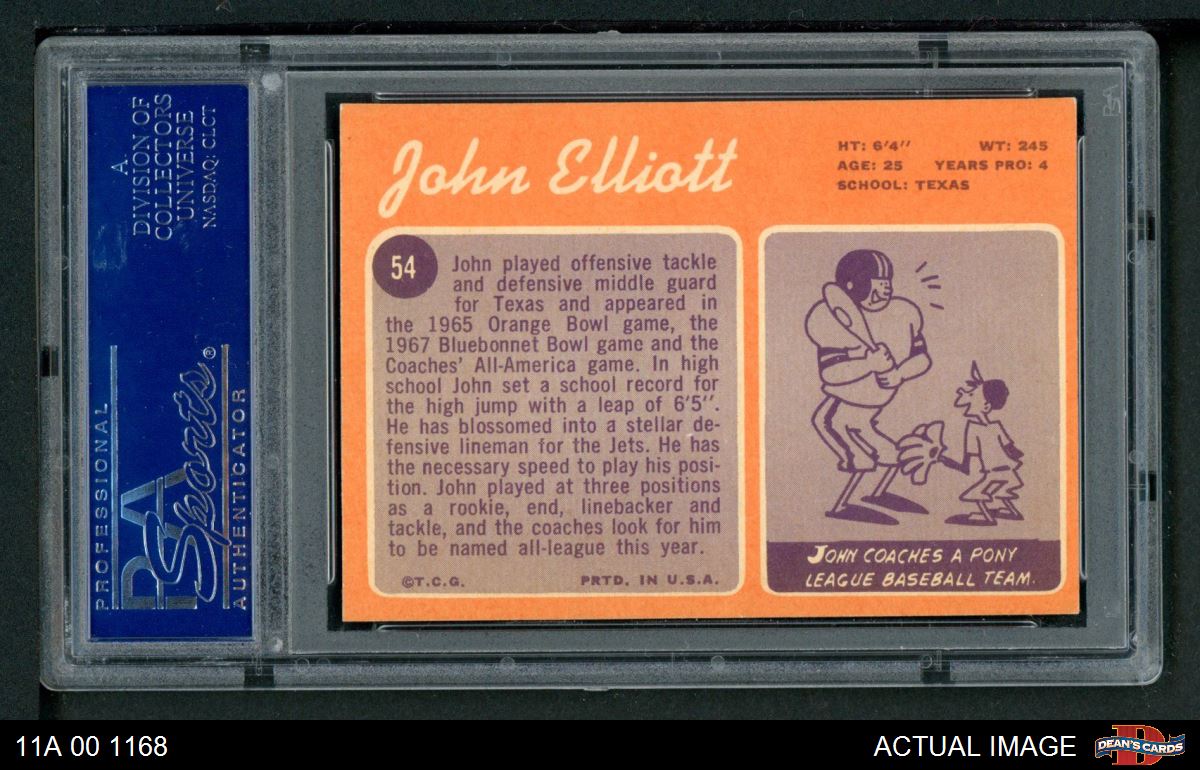 A
DIVISION OF
COLLECTORS
UNIVERSE
NASDAQ: CLCT
PROFESSIONAL
PSA
Sports®
AUTHENTICATOR
John Elliott
HT: 6'4" WT: 245
AGE: 25 YEARS PRO: 4
SCHOOL: TEXAS
54
John played offensive tackle
and defensive middle guard
for Texas and appeared in
the 1965 Orange Bowl game, the
1967 Bluebonnet Bowl game and the
Coaches' All-America game. In high
school John set a school record for
the high jump with a leap of 6'5".
He has blossomed into a stellar de-
fensive lineman for the Jets. He has
the necessary speed to play his posi-
tion. John played at three positions
as a rookie, end, linebacker and
tackle, and the coaches look for him
to be named all-league this year.
©T.C.G. PRTD. IN U.S.A.
JOHN COACHES A PONY
LEAGUE BASEBALL TEAM.
11A 00 1168
ACTUAL IMAGE
D
DEAN'S CARDS